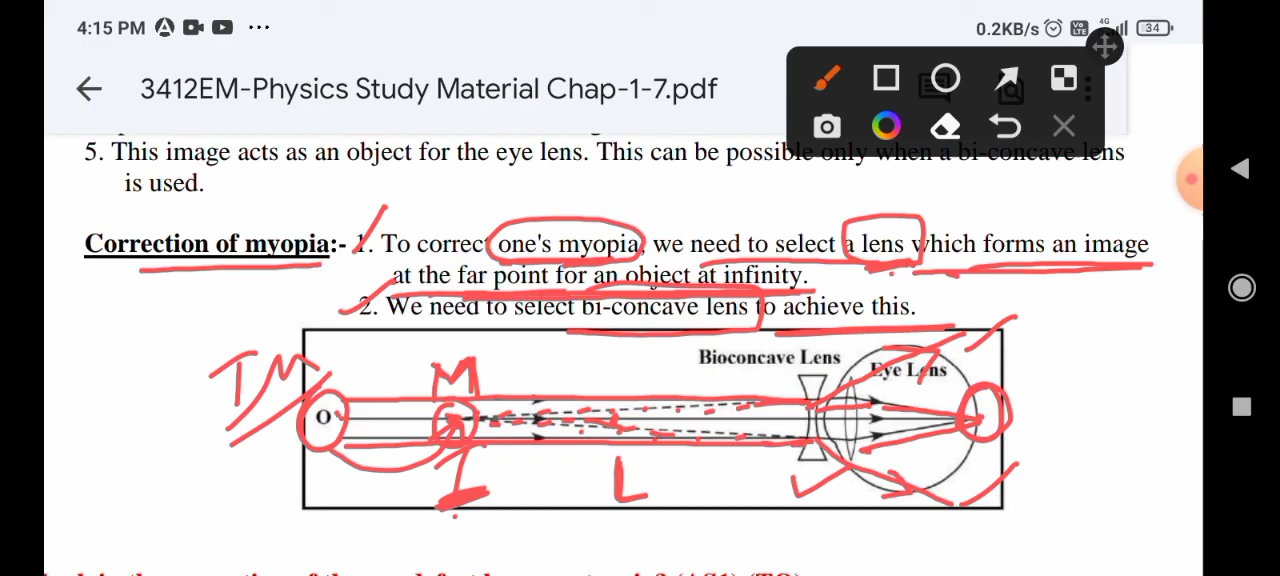 4:15 PM ... 0.2KB/s Vo LTE 4G 34
3412EM-Physics Study Material Chap-1-7.pdf
5. This image acts as an object for the eye lens. This can be possible only when a bi-concave lens
is used.
Correction of myopia:- 1. To correct one's myopia, we need to select a lens which forms an image
at the far point for an object at infinity.
2. We need to select bi-concave lens to achieve this.
Bioconcave Lens
Eye Lens
M
O
I
L